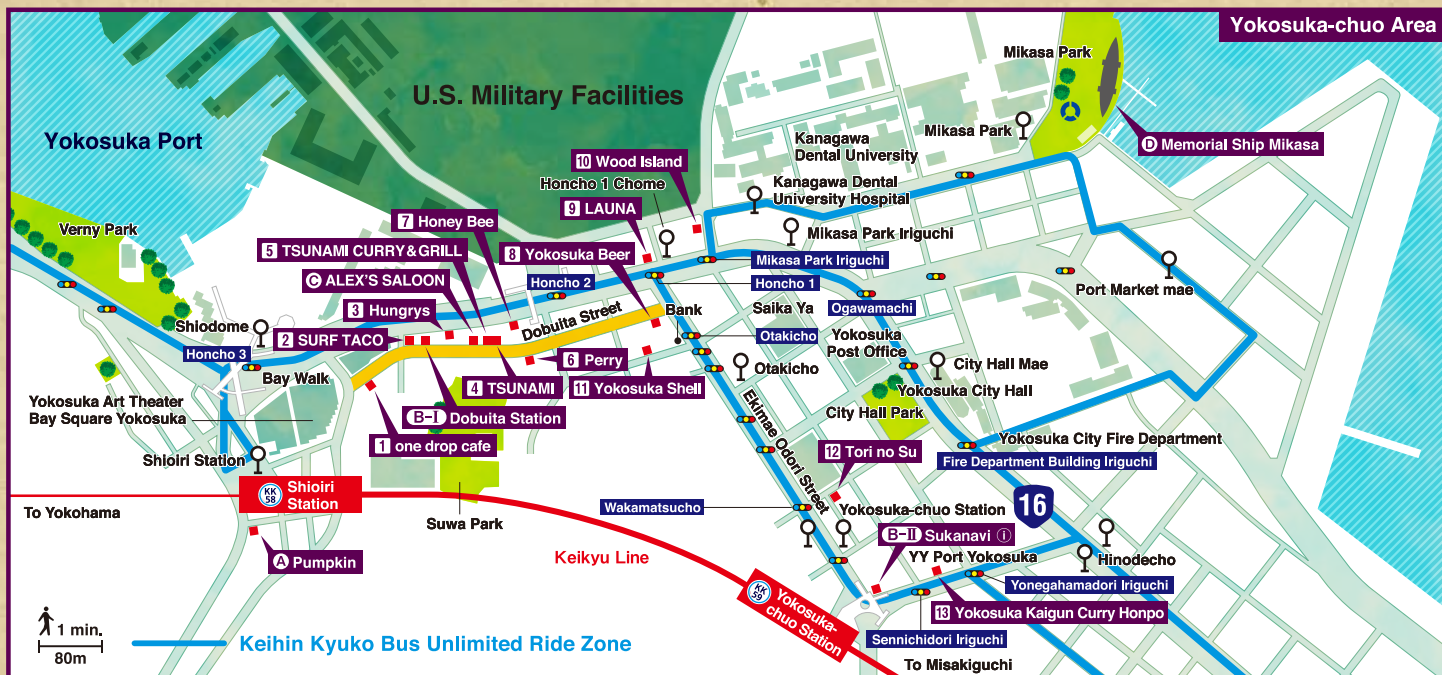 Yokosuka-chuo Area
Mikasa Park
U.S. Military Facilities
Yokosuka Port
Mikasa Park
Kanagawa
Dental University
D Memorial Ship Mikasa
10 Wood Island
Honcho 1 Chome
Kanagawa Dental
University Hospital
9 LAUNA
7 Honey Bee
Verny Park
Mikasa Park Iriguchi
5 TSUNAMI CURRY&GRILL
8 Yokosuka Beer
Mikasa Park Iriguchi
C ALEX'S SALOON
Honcho 2
Honcho 1
Port Market mae
3 Hungrys
Dobuita Street
Bank
Saika Ya
Ogawamachi
Shiodome
2 SURF TACO
Otakicho
Yokosuka
Post Office
Honcho 3
6 Perry
City Hall Mae
Bay Walk
Otakicho
4 TSUNAMI
11 Yokosuka Shell
Yokosuka City Hall
Yokosuka Art Theater
Bay Square Yokosuka
B-I Dobuita Station
City Hall Park
1 one drop cafe
Ekimae Odori Street
Yokosuka City Fire Department
Shioiri Station
12 Tori no Su
Fire Department Building Iriguchi
KK
58
Shioiri
Station
To Yokohama
Suwa Park
Wakamatsucho
Yokosuka-chuo Station
16
B-II Sukanavi i
Keikyu Line
YY Port Yokosuka
Hinodecho
A Pumpkin
KK
59
Yokosuka-
chuo Station
Yonegahamadori Iriguchi
13 Yokosuka Kaigun Curry Honpo
1 min.
80m
Keihin Kyuko Bus Unlimited Ride Zone
Sennichidori Iriguchi
To Misakiguchi